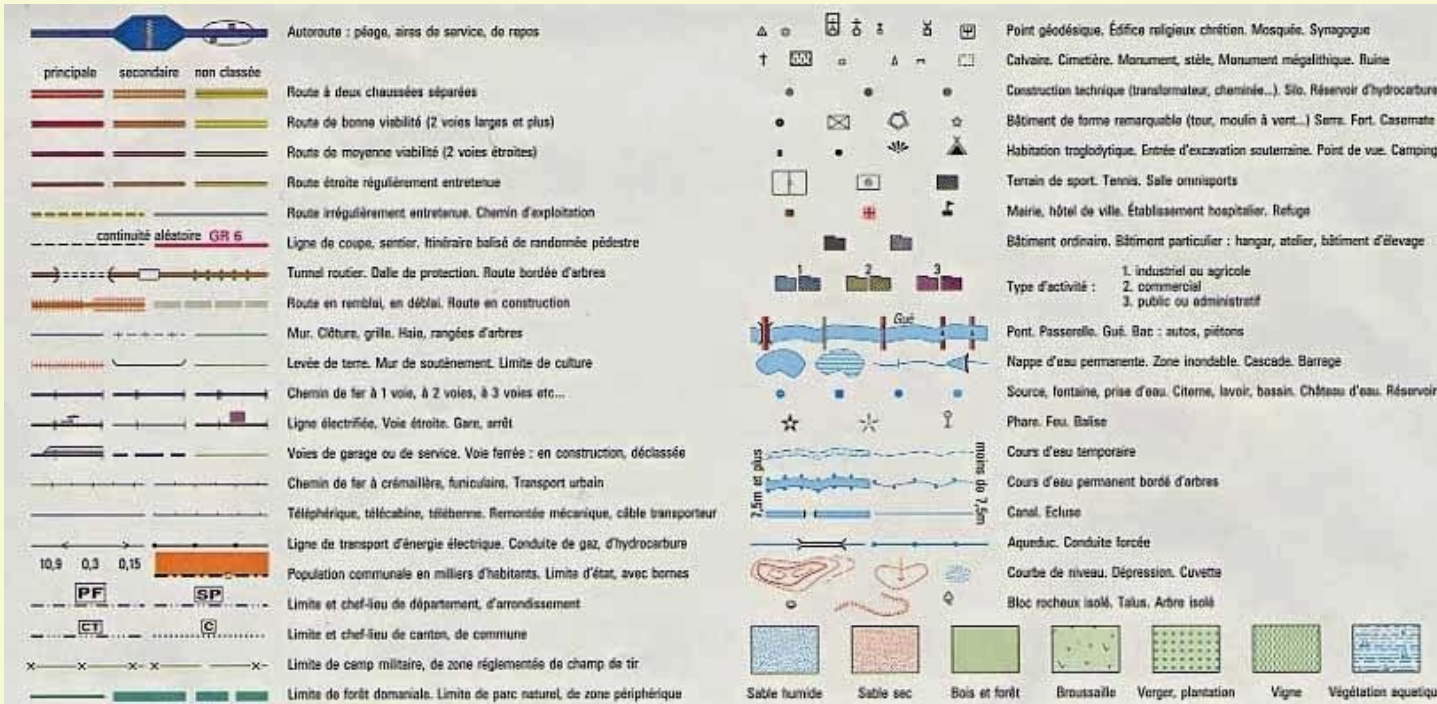 Autoroute : péage, aires de service, de repos
principale secondaire non classée
Route à deux chaussées séparées
Route de bonne viabilité (2 voies larges et plus)
Route de moyenne viabilité (2 voies étroites)
Route étroite régulièrement entretenue
Route irrégulièrement entretenue. Chemin d'exploitation
continuité aléatoire GR 6
Ligne de coupe, sentier. Itinéraire balisé de randonnée pédestre
Tunnel routier. Dalle de protection. Route bordée d'arbres
Route en remblai, en déblai. Route en construction
Mur. Clôture, grille. Haie, rangées d'arbres
Levée de terre. Mur de soutènement. Limite de culture
Chemin de fer à 1 voie, à 2 voies, à 3 voies etc...
Ligne électrifiée. Voie étroite. Gare, arrêt
Voies de garage ou de service. Voie ferrée : en construction, déclassée
Chemin de fer à crémaillère, funiculaire. Transport urbain
Téléphérique, télécabine, télébenne. Remontée mécanique, câble transporteur
Ligne de transport d'énergie électrique. Conduite de gaz, d'hydrocarbure
10,9 0,3 0,15
Population communale en milliers d'habitants. Limite d'état, avec bornes
PF SP
Limite et chef-lieu de département, d'arrondissement
CT C
Limite et chef-lieu de canton, de commune
Limite de camp militaire, de zone réglementée de champ de tir
Limite de forêt domaniale. Limite de parc naturel, de zone périphérique
Point géodésique. Édifice religieux chrétien. Mosquée. Synagogue
Calvaire. Cimetière. Monument, stèle, Monument mégalithique. Ruine
Construction technique (transformateur, cheminée...). Silo. Réservoir d'hydrocarbure
Bâtiment de forme remarquable (tour, moulin à vent...) Serre. Fort. Casemate
Habitation troglodytique. Entrée d'excavation souterraine. Point de vue. Camping
Terrain de sport. Tennis. Salle omnisports
Mairie, hôtel de ville. Établissement hospitalier. Refuge
Bâtiment ordinaire. Bâtiment particulier : hangar, atelier, bâtiment d'élevage
1 2 3
Type d'activité :
1. industriel ou agricole
2. commercial
3. public ou administratif
Gué
Pont. Passerelle. Gué. Bac : autos, piétons
Nappe d'eau permanente. Zone inondable. Cascade. Barrage
Source, fontaine, prise d'eau. Citerne, lavoir, bassin. Château d'eau. Réservoir
Phare. Feu. Balise
7,5m et plus
moins de 7,5m
Cours d'eau temporaire
Cours d'eau permanent bordé d'arbres
Canal. Ecluse
Aqueduc. Conduite forcée
Courbe de niveau. Dépression. Cuvette
Bloc rocheux isolé. Talus. Arbre isolé
Sable humide Sable sec Bois et forêt Broussaille Verger, plantation Vigne Végétation aquatiqu